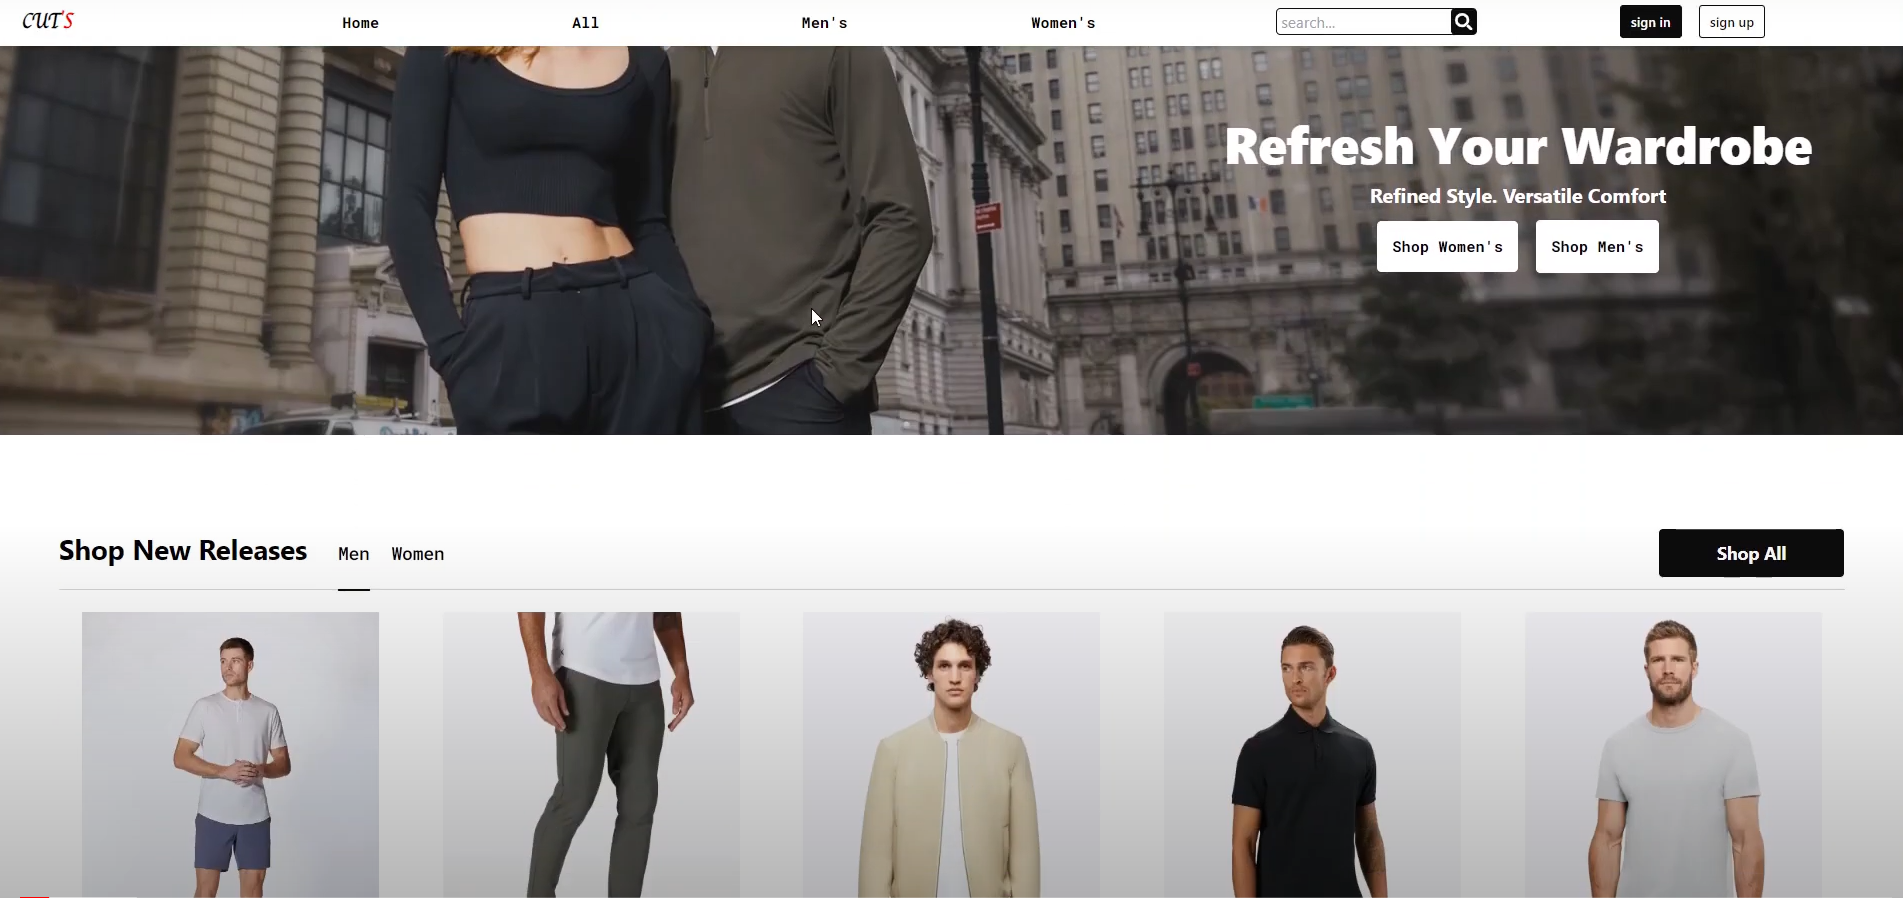 CUT'S
Home
All
Men's
Women's
search...
sign in
sign up
Refresh Your Wardrobe
Refined Style. Versatile Comfort
Shop Women's
Shop Men's
Shop New Releases
Men
Women
Shop All